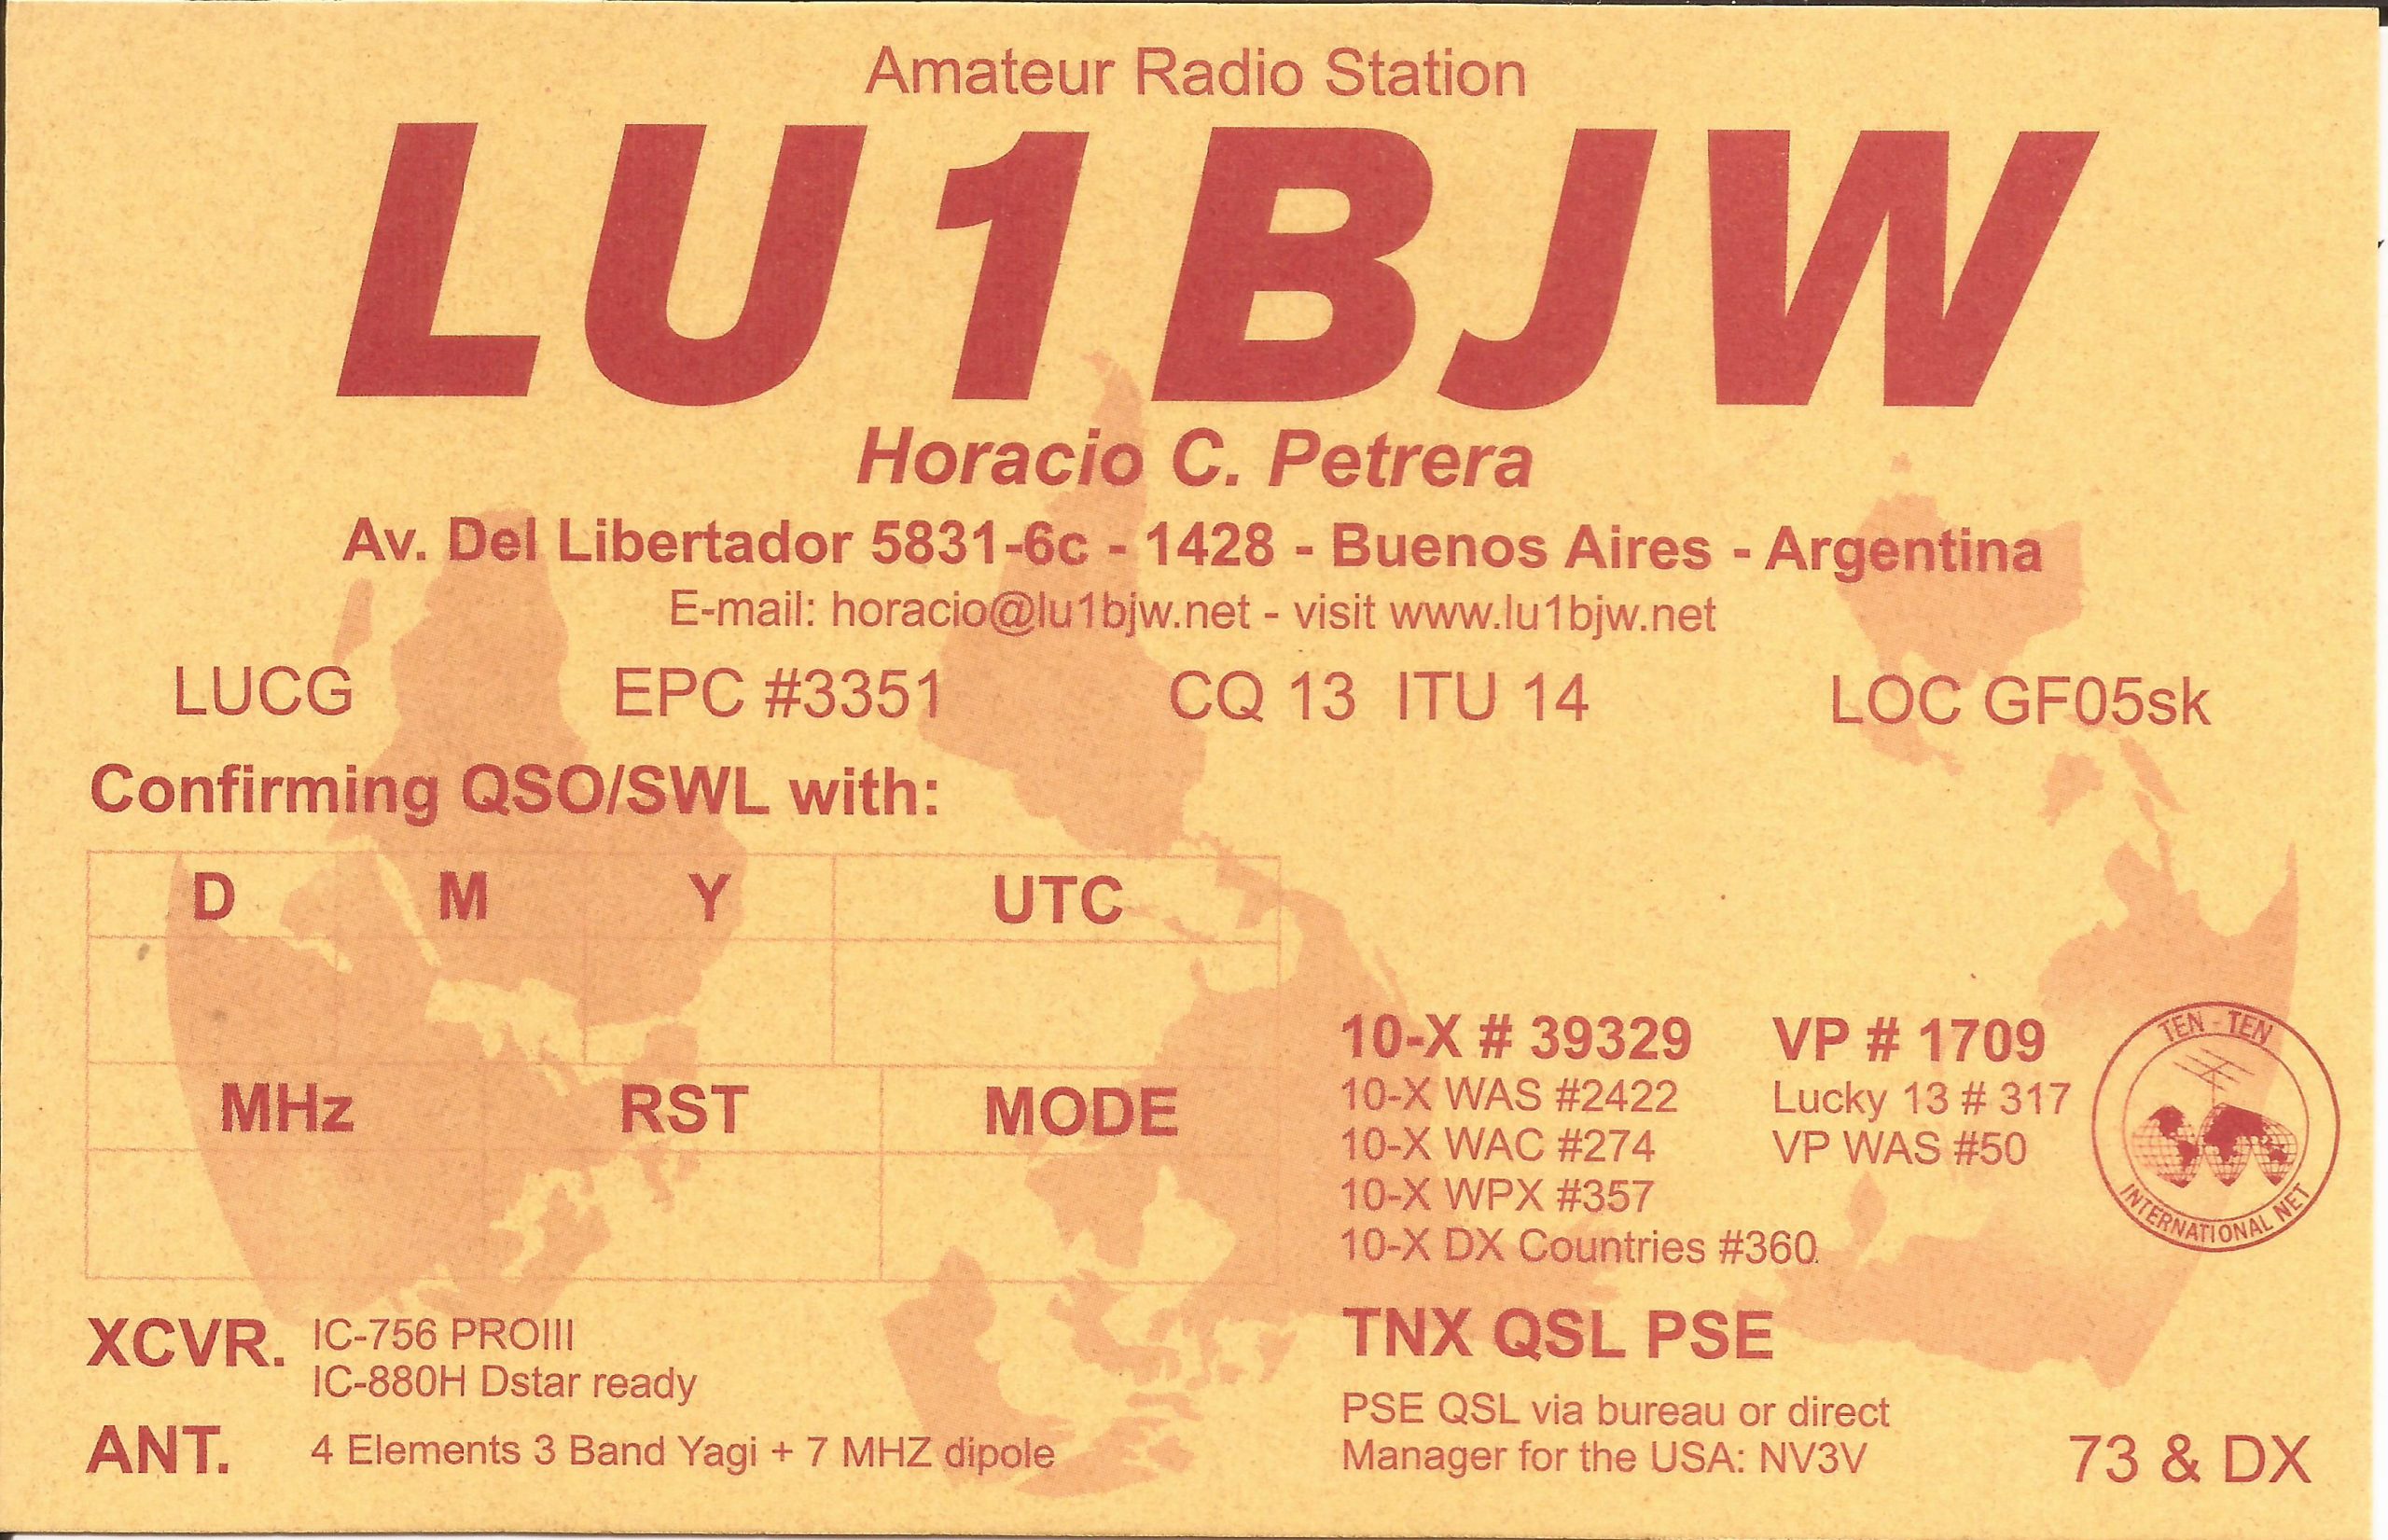 Amateur Radio Station
LU1BJW
Horacio C. Petrera
Av. Del Libertador 5831-6c - 1428 - Buenos Aires - Argentina
E-mail: horacio@lu1bjw.net - visit www.lu1bjw.net
LUCG EPC #3351 CQ 13 ITU 14 LOC GF05sk
Confirming QSO/SWL with:
D M Y UTC
MHz RST MODE
10-X # 39329 VP # 1709
10-X WAS #2422 Lucky 13 # 317
10-X WAC #274 VP WAS #50
10-X WPX #357
10-X DX Countries #360
TEN - TEN
INTERNATIONAL NET
XCVR. IC-756 PROIII
IC-880H Dstar ready
ANT. 4 Elements 3 Band Yagi + 7 MHZ dipole
TNX QSL PSE
PSE QSL via bureau or direct
Manager for the USA: NV3V
73 & DX